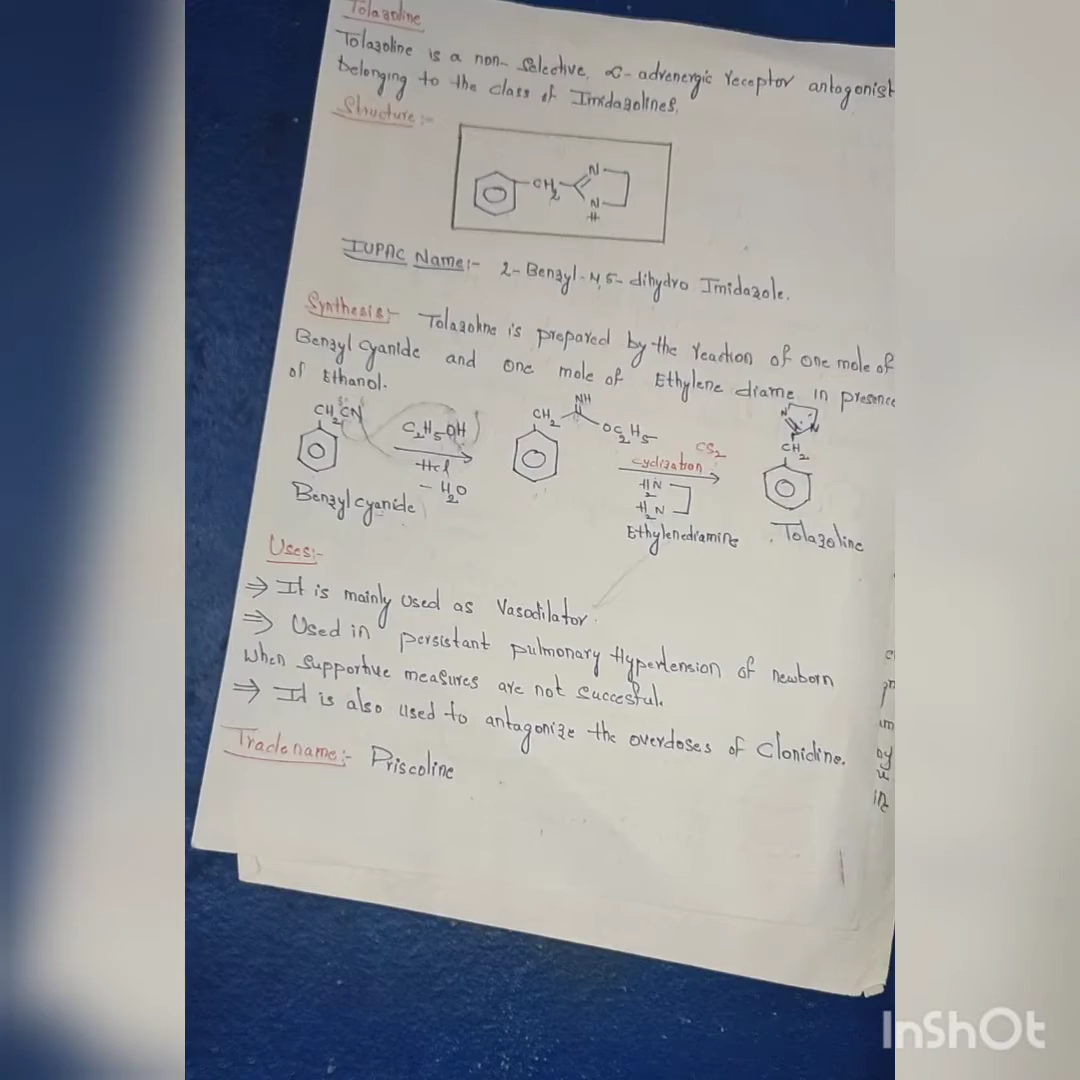 Tolazoline
Tolazoline is a non-Selective, α-adrenergic receptor antagonist
belonging to the class of Imidazolines.
Structure:-
CH2 N
N
H
IUPAC Name:- 2-Benzyl-4,5-dihydro Imidazole.
Synthesis:- Tolazoline is prepared by the reaction of one mole of
Benzyl cyanide and one mole of Ethylene diamine in presence
of Ethanol.
CH2CN
C2H5OH
HCl
- H2O
Benzyl cyanide
CH2 NH
OC2H5
CS2
Cyclization
H2N
H2N
Ethylenediamine
N N
CH2
Tolazoline
Uses:-
⇒ It is mainly used as Vasodilator.
⇒ Used in persistant pulmonary Hypertension of newborn
When supportive measures are not succesful.
⇒ It is also used to antagonize the overdoses of Clonidine.
Trade name:- Priscoline
InShOt